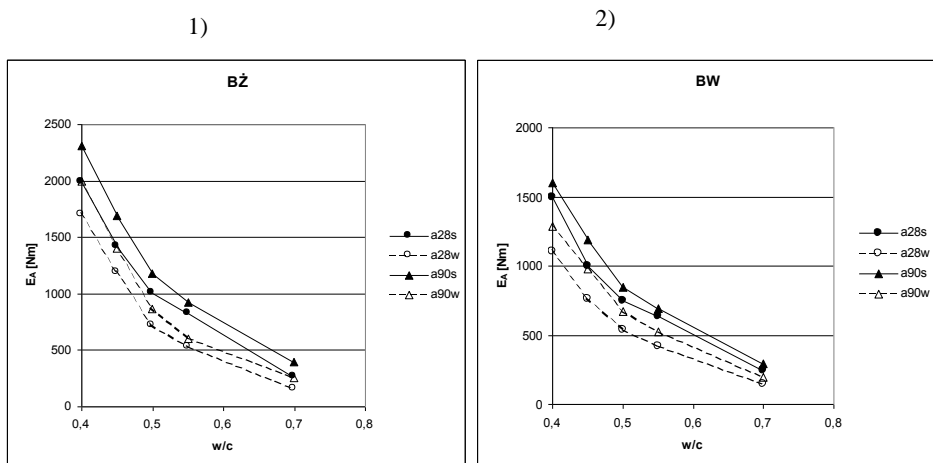 1)
2)
BŻ
2500
2000
1500
1000
500
0
0,4 0,5 0,6 0,7 0,8
E_A [Nm]
w/c
a28s
a28w
a90s
a90w
BW
2000
1500
1000
500
0
0,4 0,5 0,6 0,7 0,8
E_A [Nm]
w/c
a28s
a28w
a90s
a90w